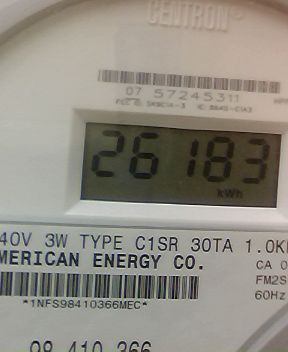 CENTRON®
07 57245311
26183
kWh
40V 3W TYPE C1SR 30TA 1.0K
MERICAN ENERGY CO.
CA 0
FM2S
60Hz
*1NFS98410366MEC*
98 410 366